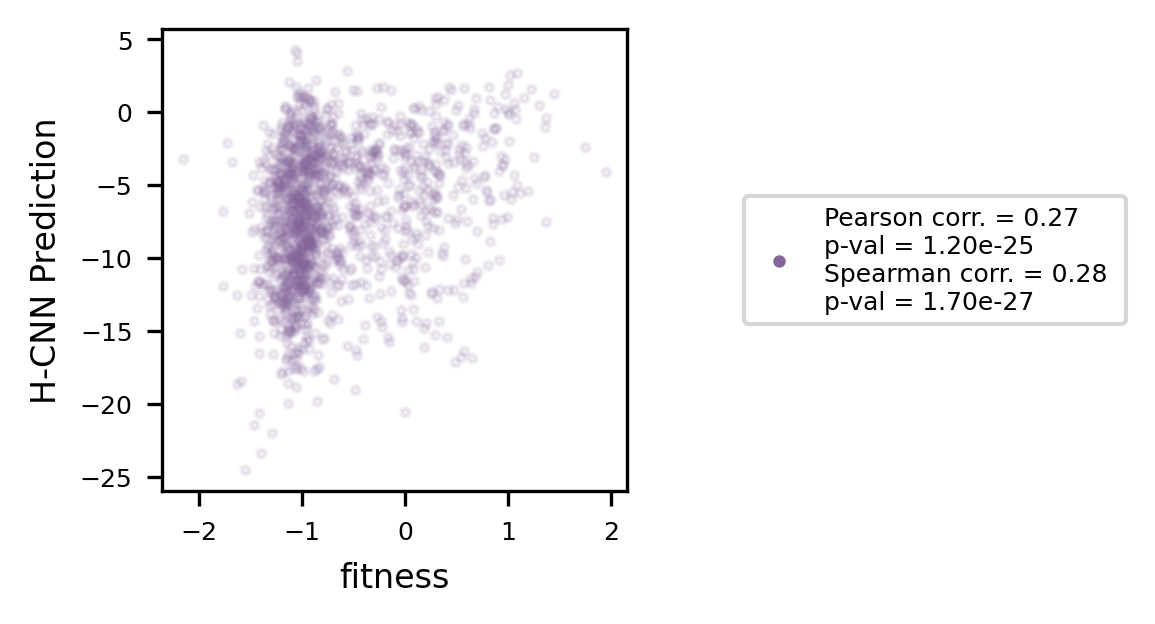 5
0
−5
−10
−15
−20
−25
H-CNN Prediction
−2
−1
0
1
2
fitness
Pearson corr. = 0.27
p-val = 1.20e-25
Spearman corr. = 0.28
p-val = 1.70e-27